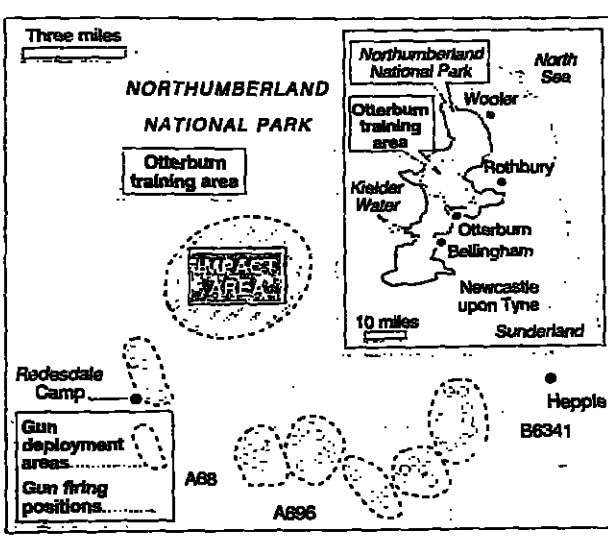 Three miles
NORTHUMBERLAND
NATIONAL PARK
Otterburn
training area
IMPACT
AREA
Redesdale
Camp
Gun
deployment
areas
Gun firing
positions
A68
A696
B6341
Hepple
Northumberland
National Park
North
Sea
Wooler
Otterburn
training
area
Rothbury
Kielder
Water
Otterburn
Bellingham
Newcastle
upon Tyne
10 miles
Sunderland